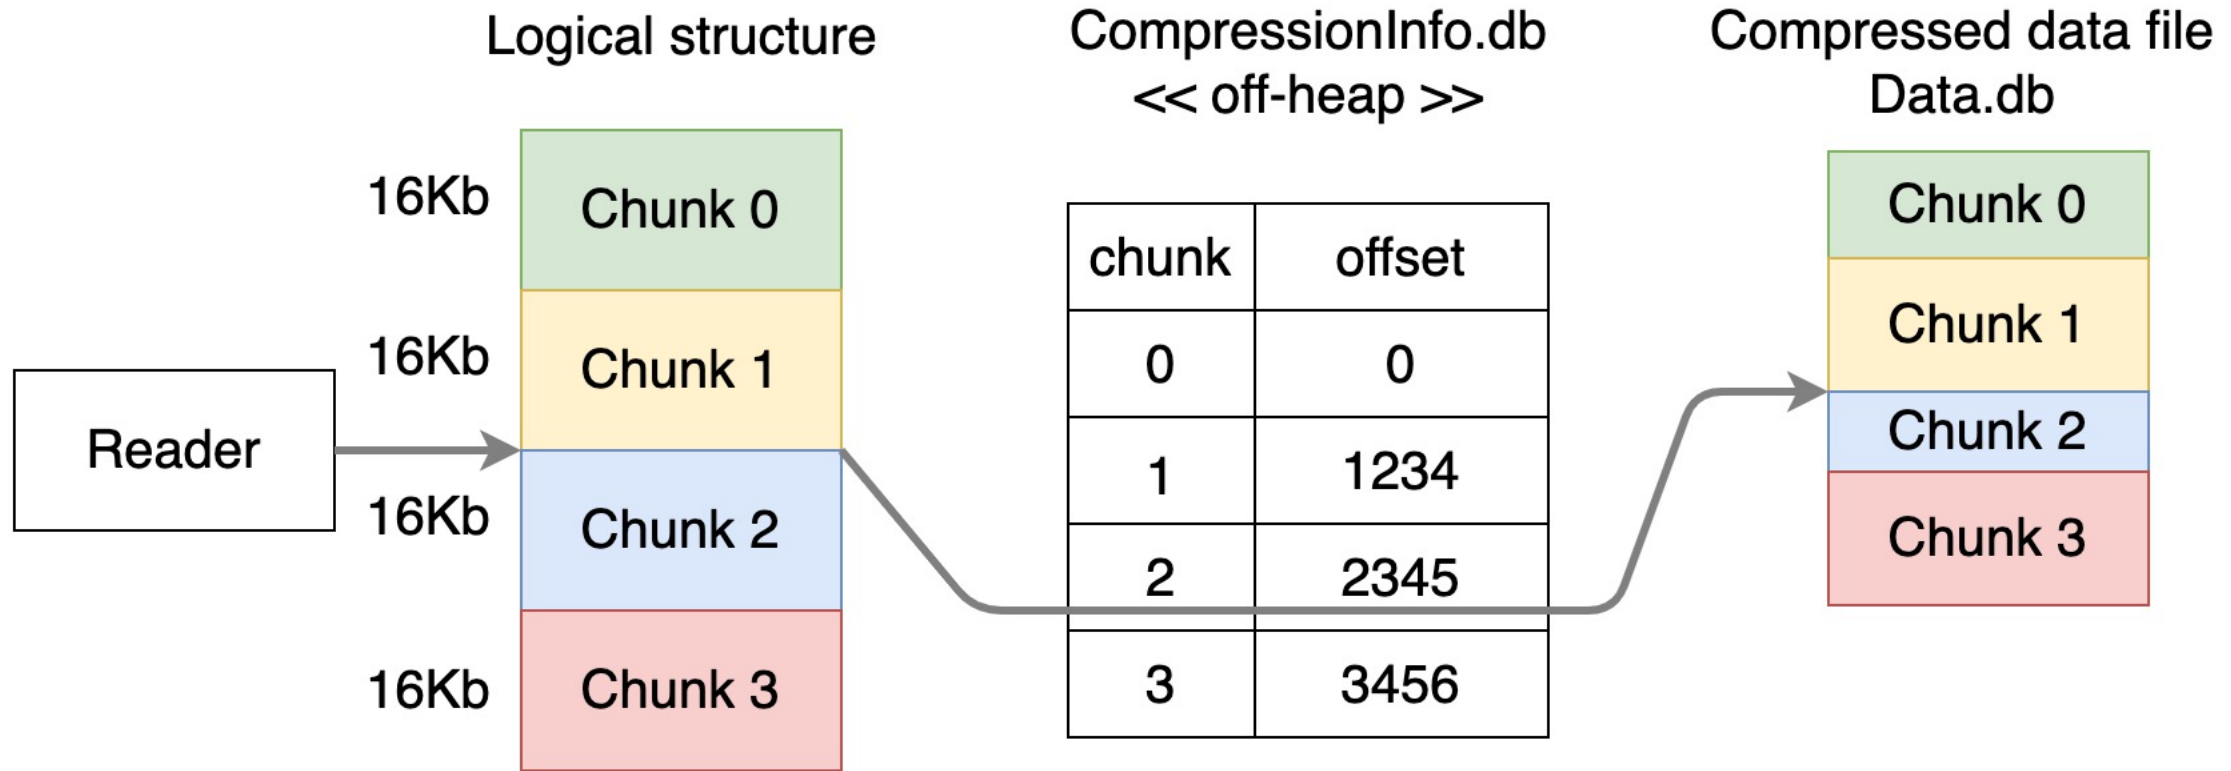 Logical structure
CompressionInfo.db
<< off-heap >>
Compressed data file
Data.db
Reader
16Kb
Chunk 0
16Kb
Chunk 1
16Kb
Chunk 2
16Kb
Chunk 3
chunk offset
0 0
1 1234
2 2345
3 3456
Chunk 0
Chunk 1
Chunk 2
Chunk 3